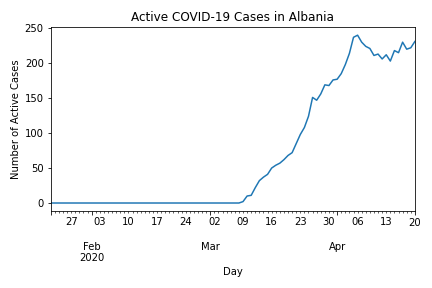 Active COVID-19 Cases in Albania
Number of Active Cases
250
200
150
100
50
0
27 03 10 17 24 02 09 16 23 30 06 13 20
Feb Mar Apr
2020
Day